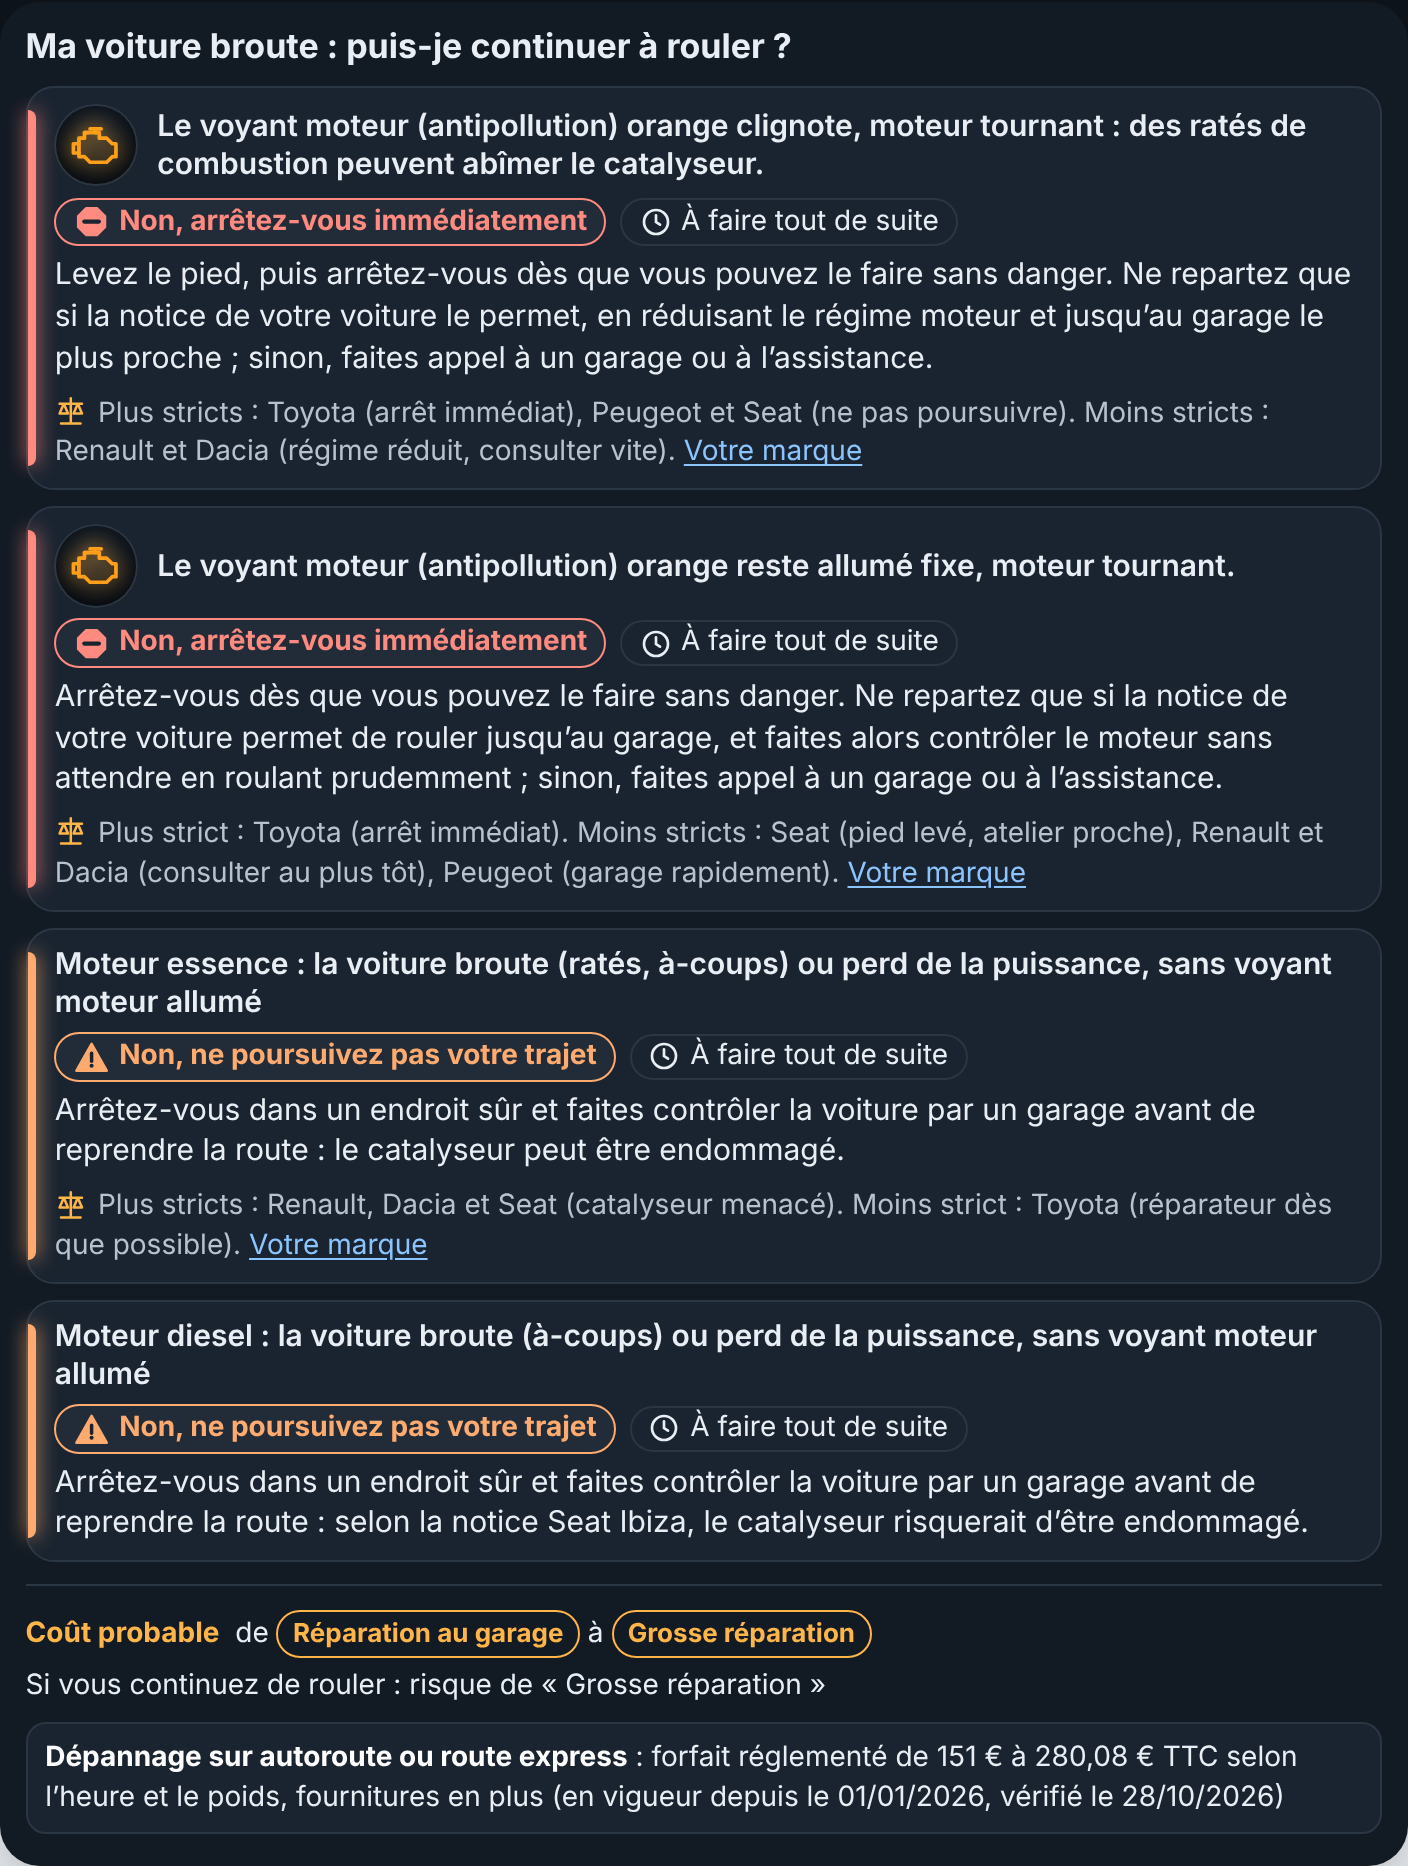 Ma voiture broute : puis-je continuer à rouler ?
Le voyant moteur (antipollution) orange clignote, moteur tournant : des ratés de
combustion peuvent abîmer le catalyseur.
Non, arrêtez-vous immédiatement
À faire tout de suite
Levez le pied, puis arrêtez-vous dès que vous pouvez le faire sans danger. Ne repartez que
si la notice de votre voiture le permet, en réduisant le régime moteur et jusqu’au garage le
plus proche ; sinon, faites appel à un garage ou à l’assistance.
Plus stricts : Toyota (arrêt immédiat), Peugeot et Seat (ne pas poursuivre). Moins stricts :
Renault et Dacia (régime réduit, consulter vite). Votre marque
Le voyant moteur (antipollution) orange reste allumé fixe, moteur tournant.
Non, arrêtez-vous immédiatement
À faire tout de suite
Arrêtez-vous dès que vous pouvez le faire sans danger. Ne repartez que si la notice de
votre voiture permet de rouler jusqu’au garage, et faites alors contrôler le moteur sans
attendre en roulant prudemment ; sinon, faites appel à un garage ou à l’assistance.
Plus strict : Toyota (arrêt immédiat). Moins stricts : Seat (pied levé, atelier proche), Renault et
Dacia (consulter au plus tôt), Peugeot (garage rapidement). Votre marque
Moteur essence : la voiture broute (ratés, à-coups) ou perd de la puissance, sans voyant
moteur allumé
Non, ne poursuivez pas votre trajet
À faire tout de suite
Arrêtez-vous dans un endroit sûr et faites contrôler la voiture par un garage avant de
reprendre la route : le catalyseur peut être endommagé.
Plus stricts : Renault, Dacia et Seat (catalyseur menacé). Moins strict : Toyota (réparateur dès
que possible). Votre marque
Moteur diesel : la voiture broute (à-coups) ou perd de la puissance, sans voyant moteur
allumé
Non, ne poursuivez pas votre trajet
À faire tout de suite
Arrêtez-vous dans un endroit sûr et faites contrôler la voiture par un garage avant de
reprendre la route : selon la notice Seat Ibiza, le catalyseur risquerait d’être endommagé.
Coût probable de Réparation au garage à Grosse réparation
Si vous continuez de rouler : risque de « Grosse réparation »
Dépannage sur autoroute ou route express : forfait réglementé de 151 € à 280,08 € TTC selon
l’heure et le poids, fournitures en plus (en vigueur depuis le 01/01/2026, vérifié le 28/10/2026)